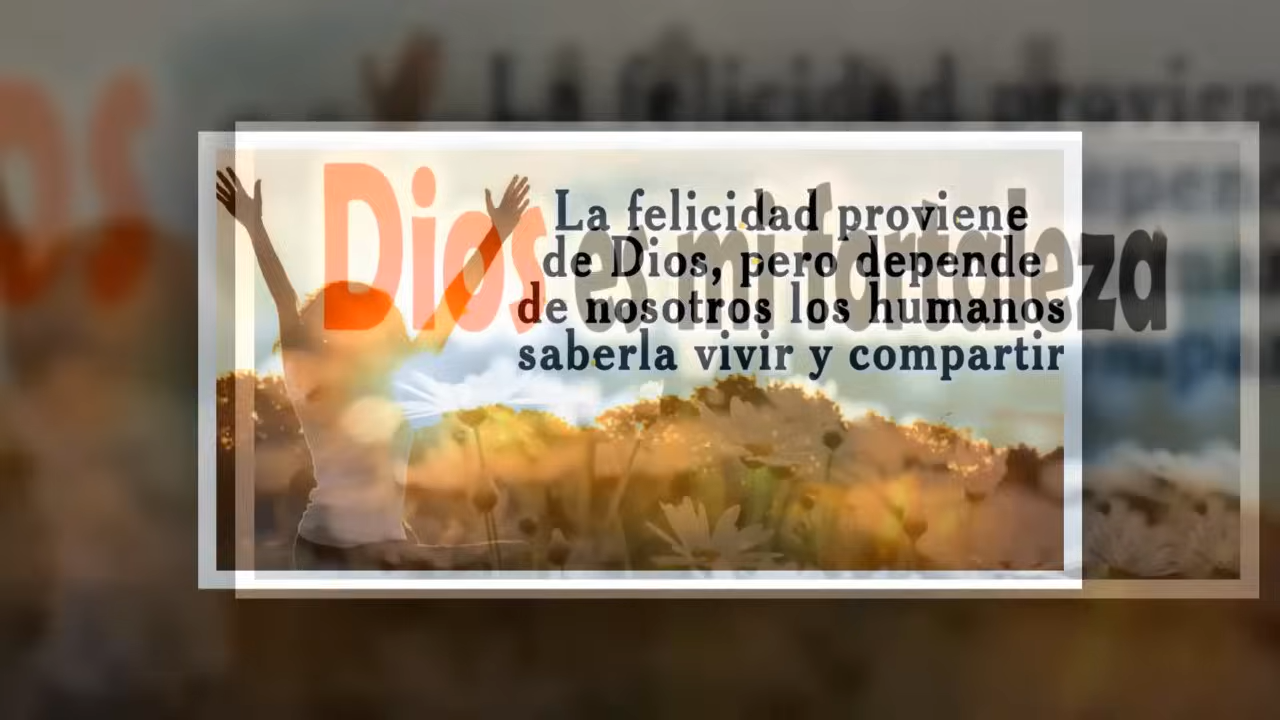 Dios es mi fortaleza
La felicidad proviene
de Dios, pero depende
de nosotros los humanos
saberla vivir y compartir